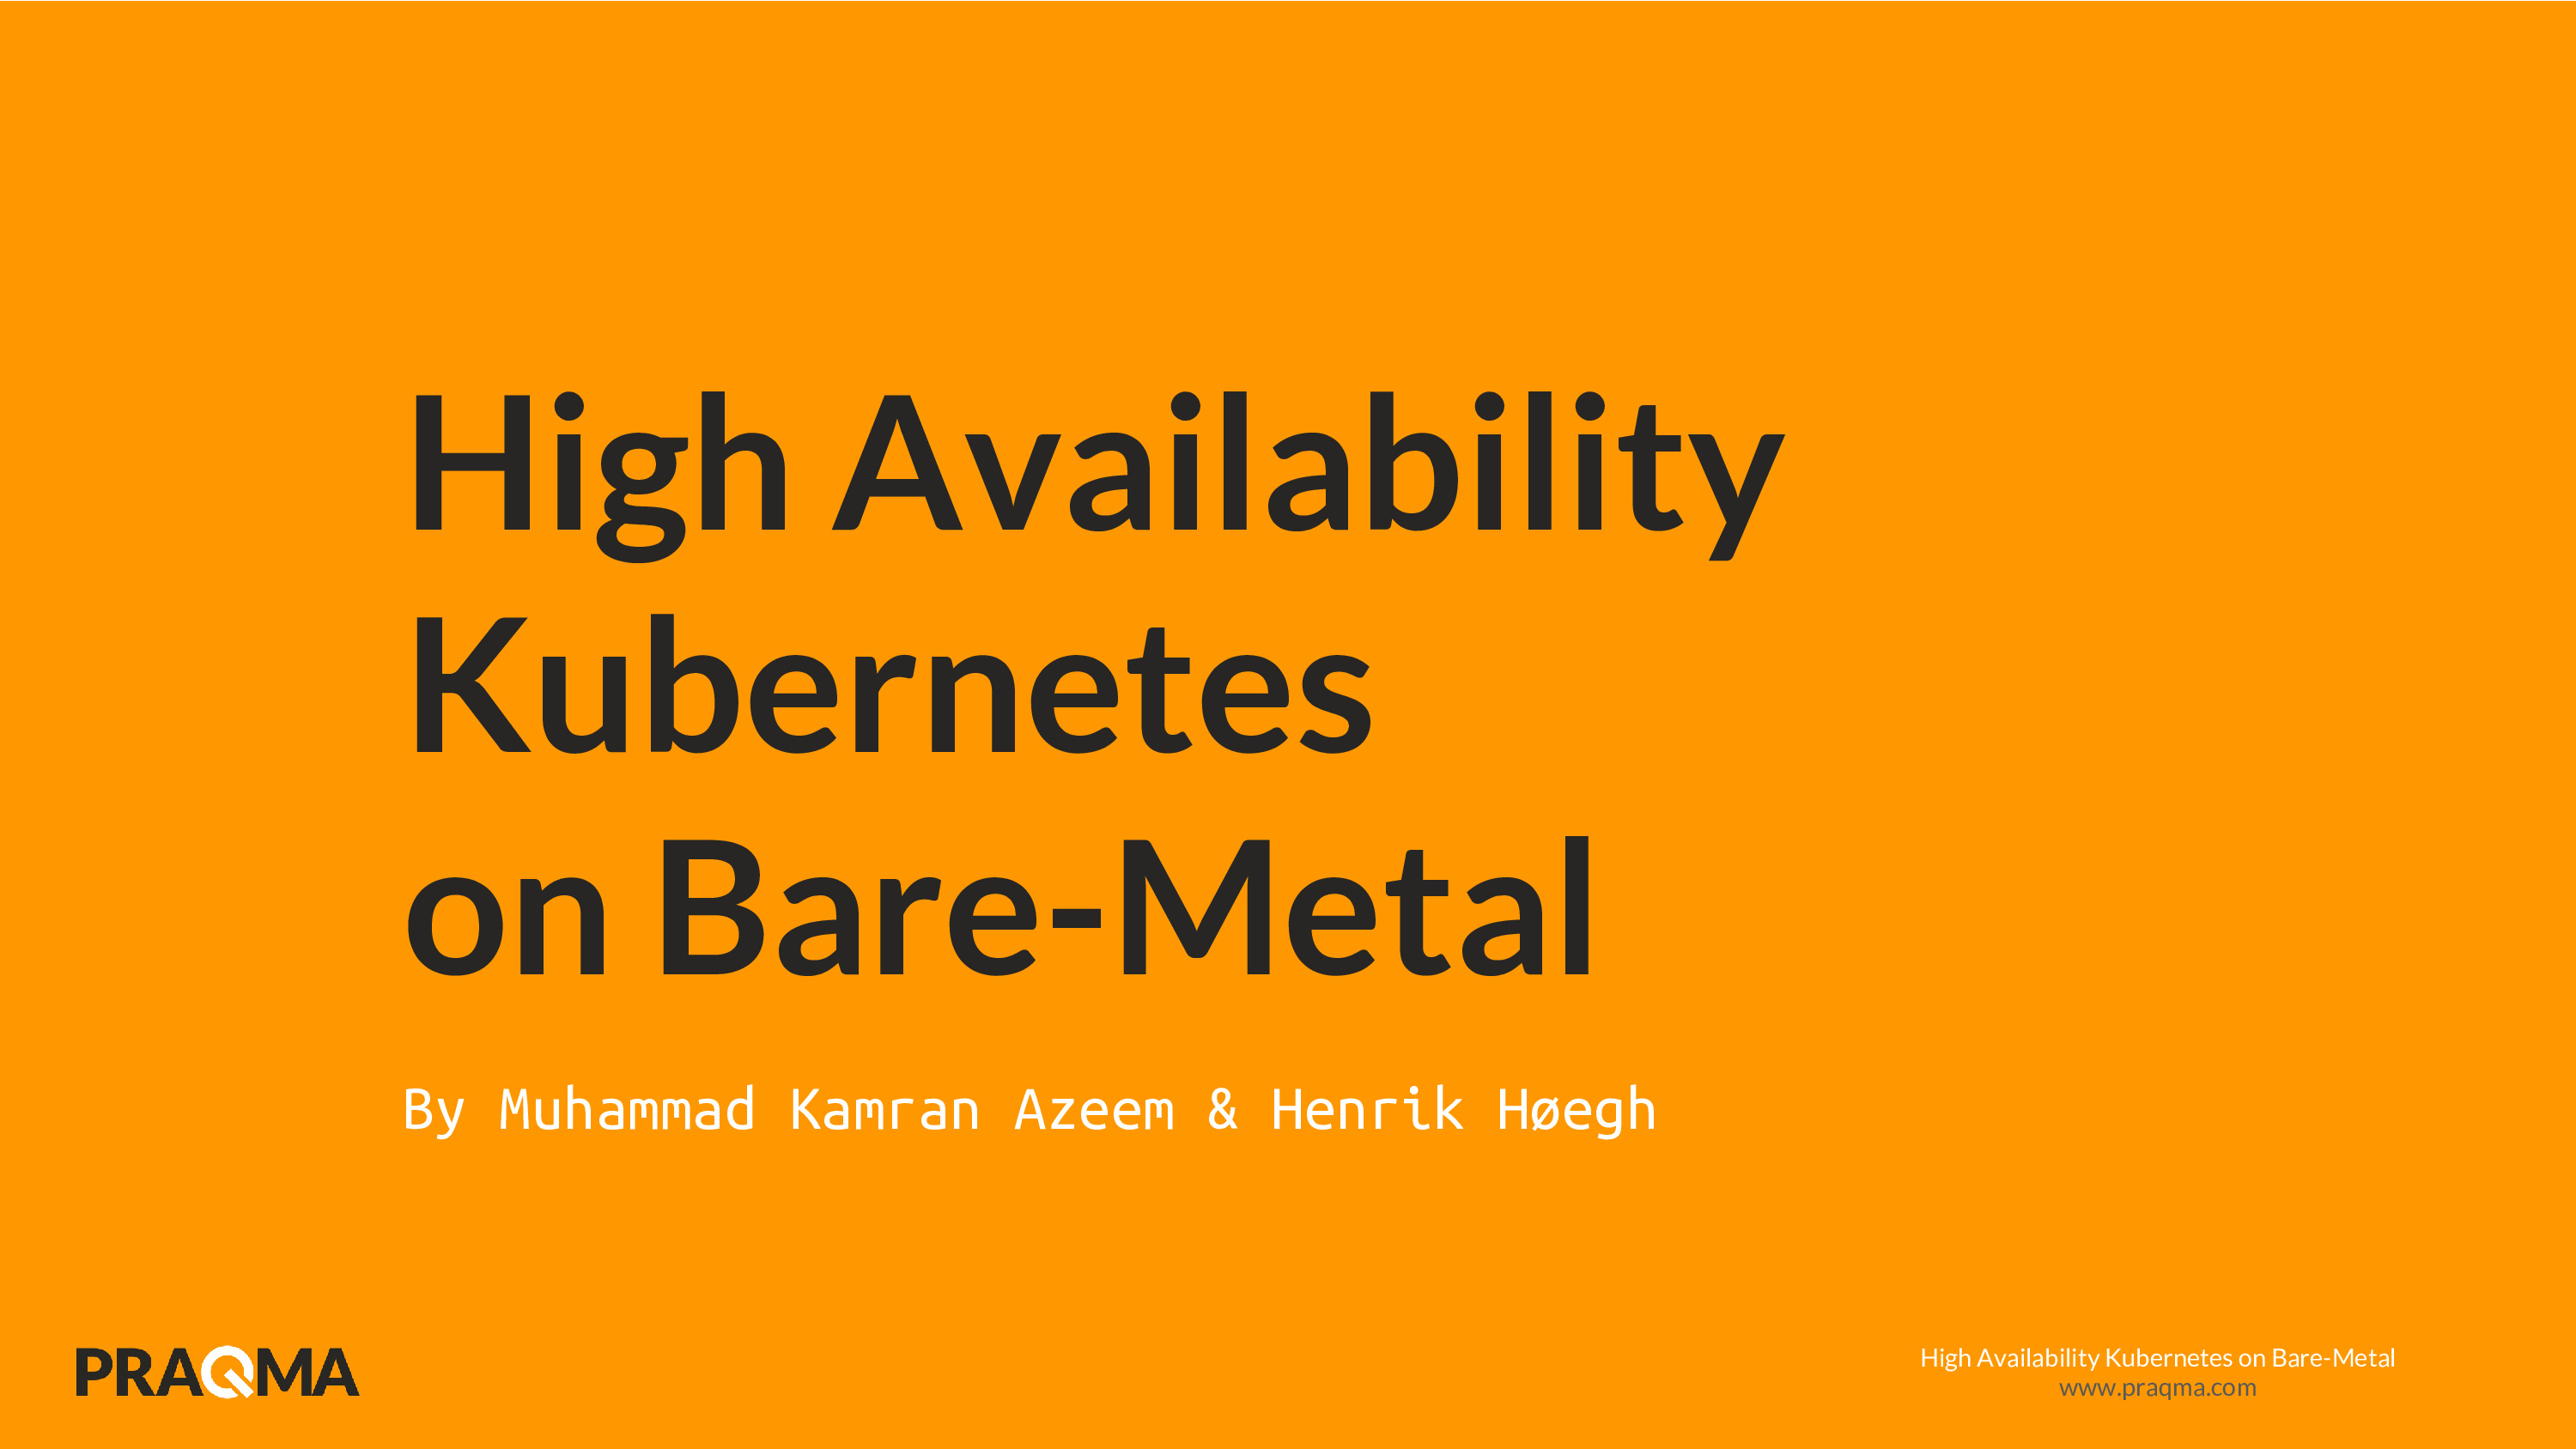 High Availability
Kubernetes
on Bare-Metal
By Muhammad Kamran Azeem & Henrik Høegh
PRAQMA
High Availability Kubernetes on Bare-Metal
www.praqma.com